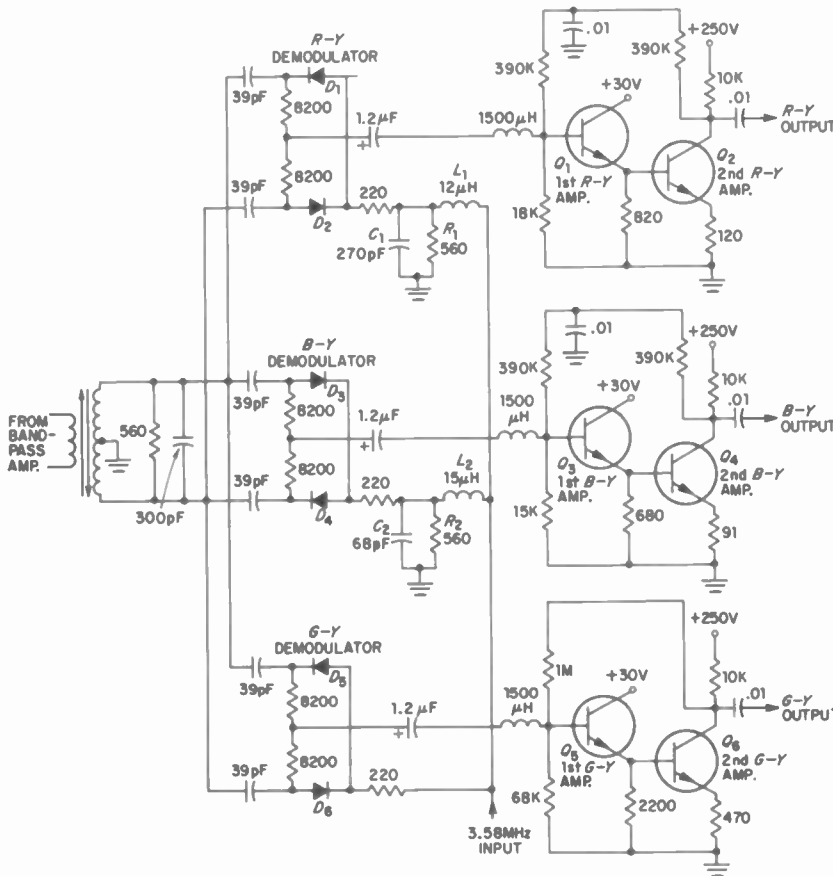 R-Y
DEMODULATOR
39pF
D1
8200
1.2µF
8200
39pF
D2
220
L1
12µH
C1
270pF
R1
560
1500µH
390K
.01
+30V
Q1
1st R-Y
AMP.
18K
820
390K
+250V
10K
.01
R-Y
OUTPUT
Q2
2nd R-Y
AMP.
120
FROM
BAND-
PASS
AMP.
560
300pF
B-Y
DEMODULATOR
39pF
D3
8200
1.2µF
8200
39pF
D4
220
L2
15µH
C2
68pF
R2
560
1500
µH
390K
.01
+30V
Q3
1st B-Y
AMP.
15K
680
390K
+250V
10K
.01
B-Y
OUTPUT
Q4
2nd B-Y
AMP.
91
G-Y
DEMODULATOR
39pF
D5
8200
1.2µF
8200
39pF
D6
220
3.58MHz
INPUT
1500
µH
1M
+30V
Q5
1st G-Y
AMP.
68K
2200
+250V
10K
.01
G-Y
OUTPUT
Q6
2nd G-Y
AMP.
470